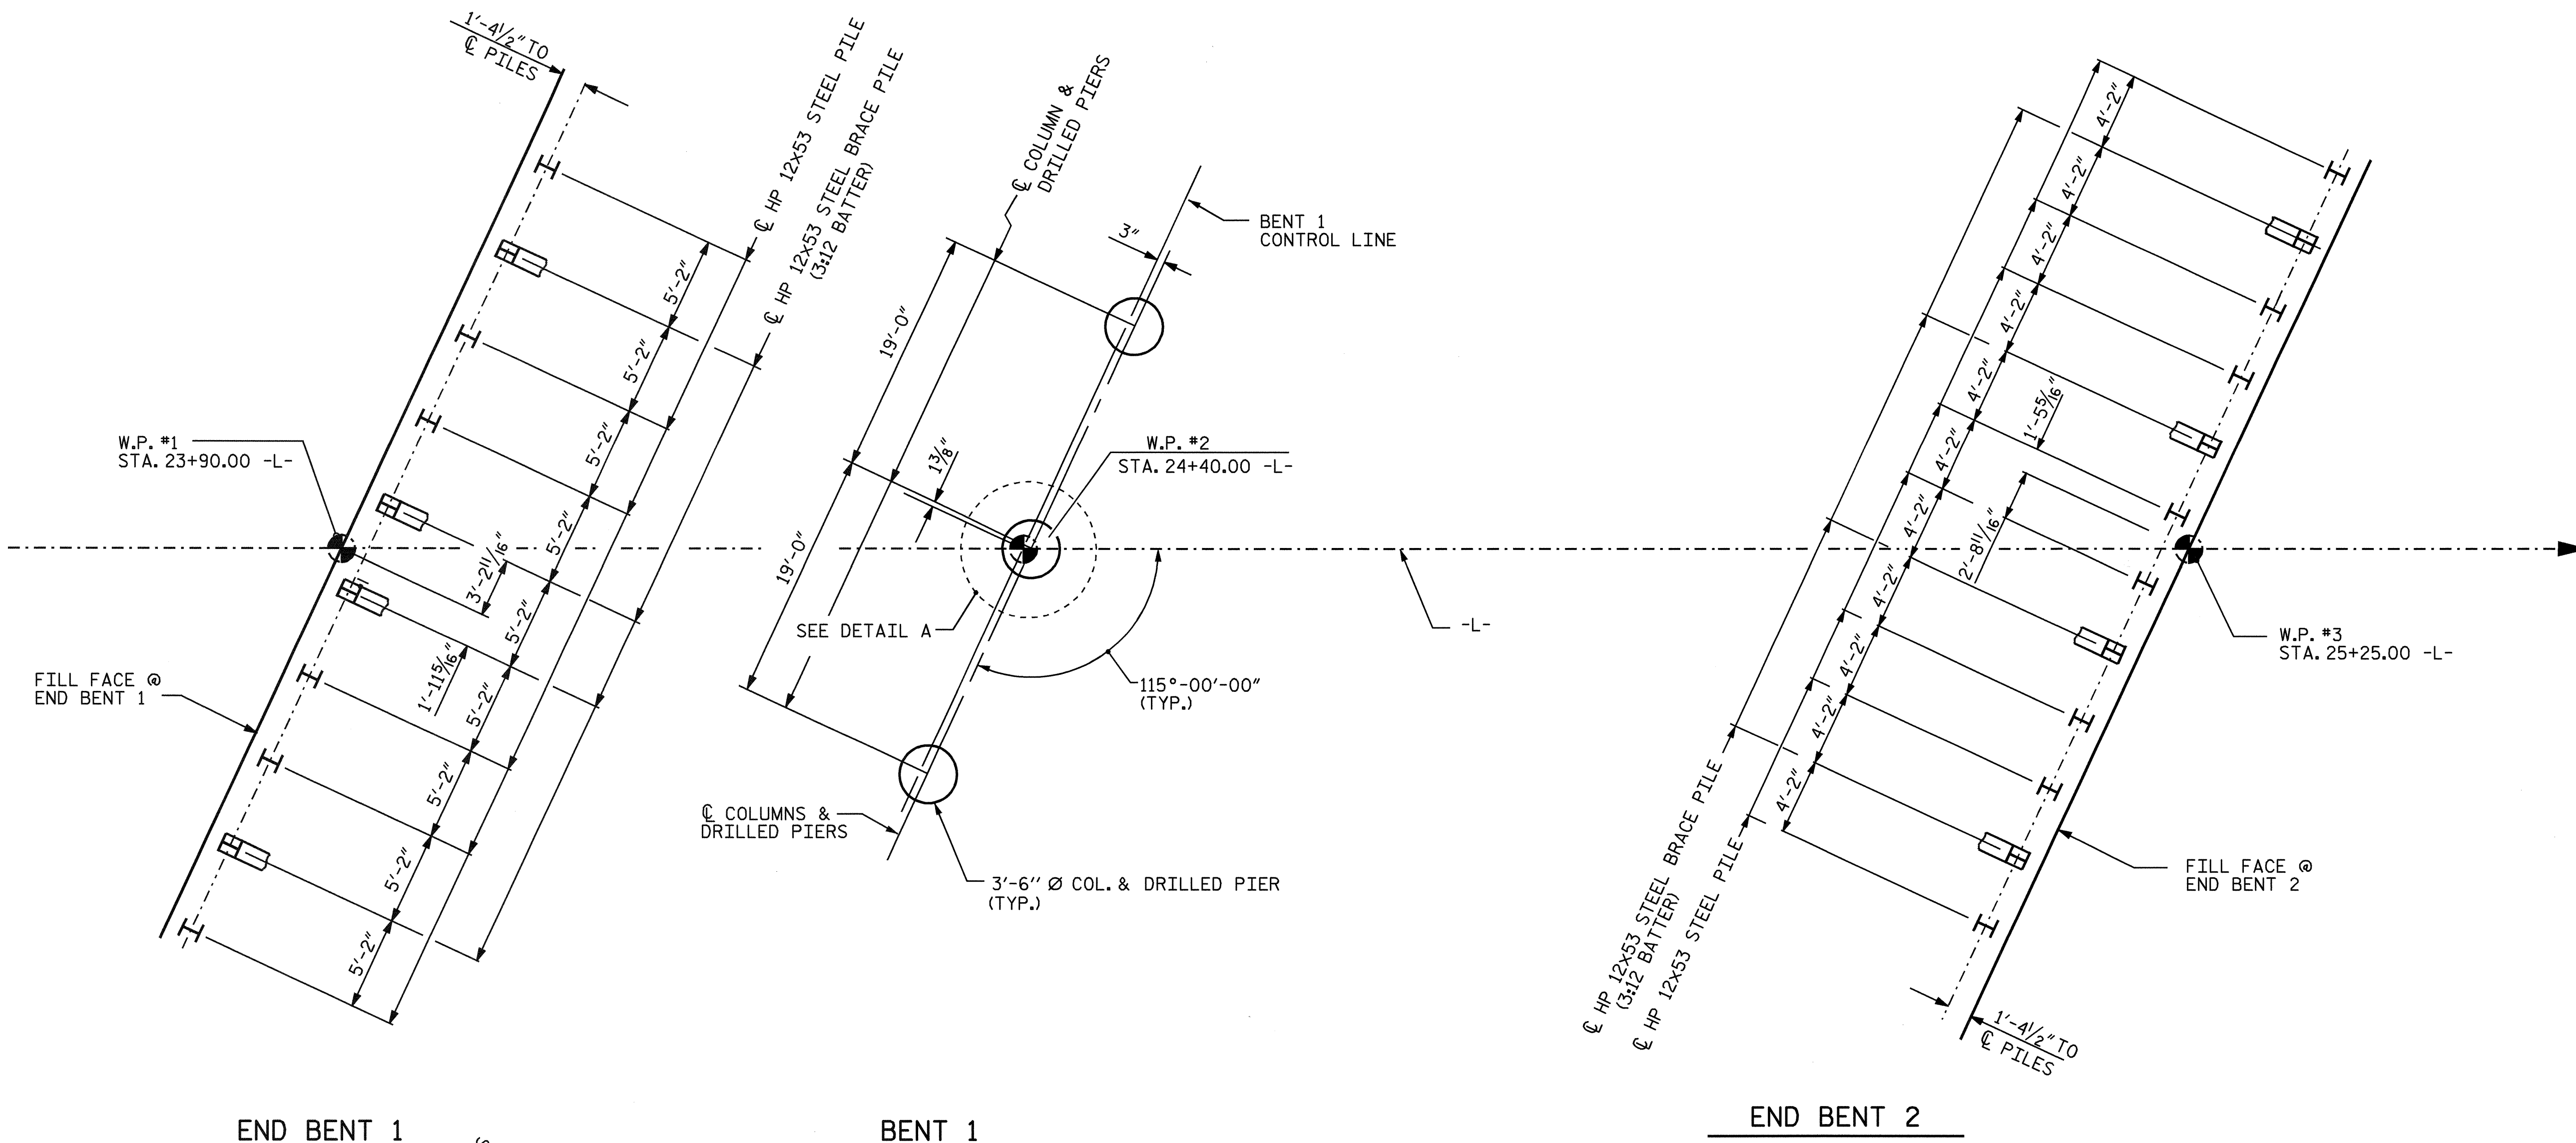 1'-4 1/2" TO
℄ PILES
℄ HP 12x53 STEEL PILE
℄ HP 12x53 STEEL BRACE PILE
(3:12 BATTER)
5'-2"
5'-2"
5'-2"
5'-2"
5'-2"
5'-2"
5'-2"
5'-2"
5'-2"
3'-2 11/16"
1'-11 5/16"
W.P. #1
STA. 23+90.00 -L-
FILL FACE @
END BENT 1
END BENT 1
℄ COLUMN &
DRILLED PIERS
3"
BENT 1
CONTROL LINE
19'-0"
19'-0"
1 3/8"
W.P. #2
STA. 24+40.00 -L-
SEE DETAIL A
115°-00'-00"
(TYP.)
℄ COLUMNS &
DRILLED PIERS
3'-6" Ø COL. & DRILLED PIER
(TYP.)
BENT 1
-L-
4'-2"
4'-2"
4'-2"
4'-2"
4'-2"
4'-2"
4'-2"
4'-2"
4'-2"
4'-2"
4'-2"
1'-5 5/16"
2'-8 11/16"
W.P. #3
STA. 25+25.00 -L-
FILL FACE @
END BENT 2
℄ HP 12x53 STEEL BRACE PILE
(3:12 BATTER)
℄ HP 12x53 STEEL PILE
1'-4 1/2" TO
℄ PILES
END BENT 2